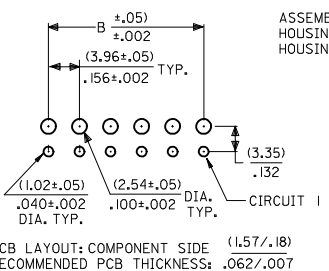 ASSEMB
HOUSIN
HOUSIN
B ±.05)
±.002
(3.96±.05)
.156±.002 TYP.
(3.35)
.132
(1.02±.05)
.040±.002
DIA. TYP.
(2.54±.05)
.100±.002
DIA.
TYP.
CIRCUIT 1
CB LAYOUT: COMPONENT SIDE (1.57/.18)
ECOMMENDED PCB THICKNESS: .062/.007